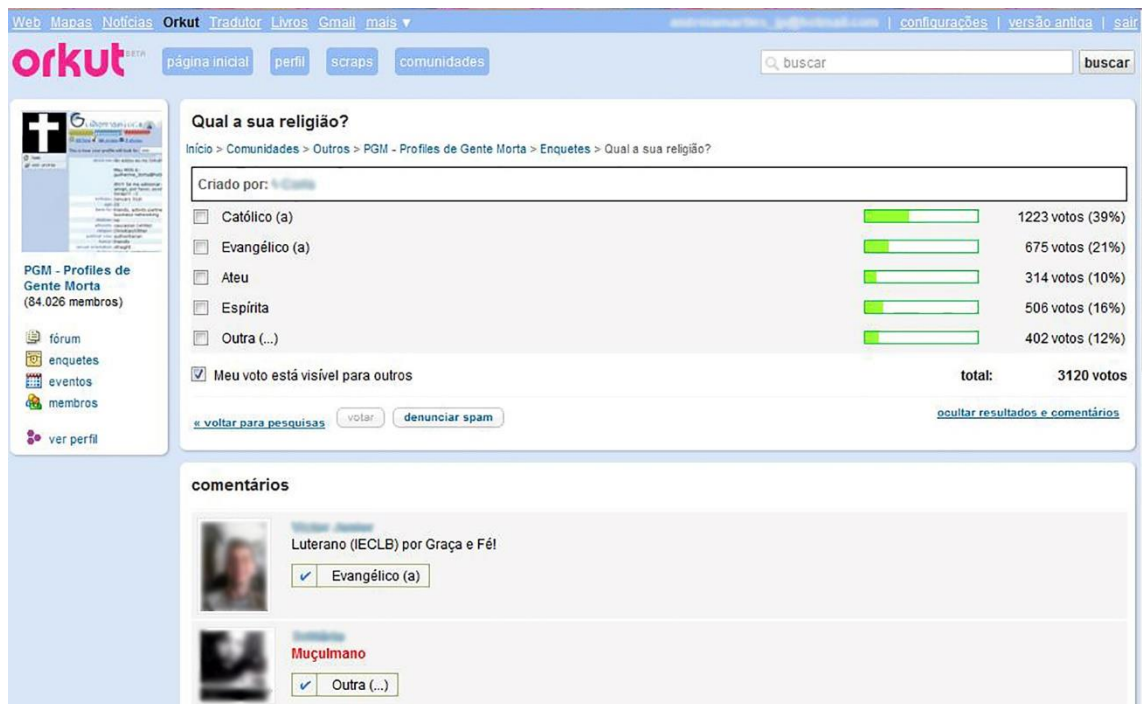 Web Mapas Notícias Orkut Tradutor Livros Gmail mais ▼ | configurações | versão antiga | sair
orkut BETA página inicial perfil scraps comunidades buscar buscar
Qual a sua religião?
Início > Comunidades > Outros > PGM - Profiles de Gente Morta > Enquetes > Qual a sua religião?
Criado por:
Católico (a) 1223 votos (39%)
Evangélico (a) 675 votos (21%)
Ateu 314 votos (10%)
Espírita 506 votos (16%)
Outra (...) 402 votos (12%)
Meu voto está visível para outros total: 3120 votos
« voltar para pesquisas votar denunciar spam ocultar resultados e comentários
PGM - Profiles de
Gente Morta
(84.026 membros)
fórum
enquetes
eventos
membros
ver perfil
comentários
Luterano (IECLB) por Graça e Fé!
Evangélico (a)
Muçulmano
Outra (...)